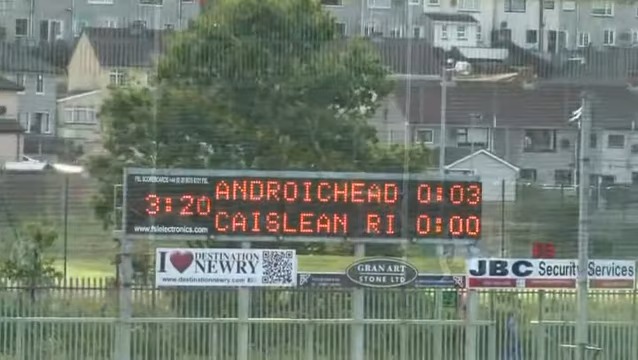 ANDROICHEAD 0:03
3:20
CAISLEAN RI 0:00
www.fslelectronics.com
I ❤ DESTINATION NEWRY
GRAN ART
STONE LTD
JBC Security Services